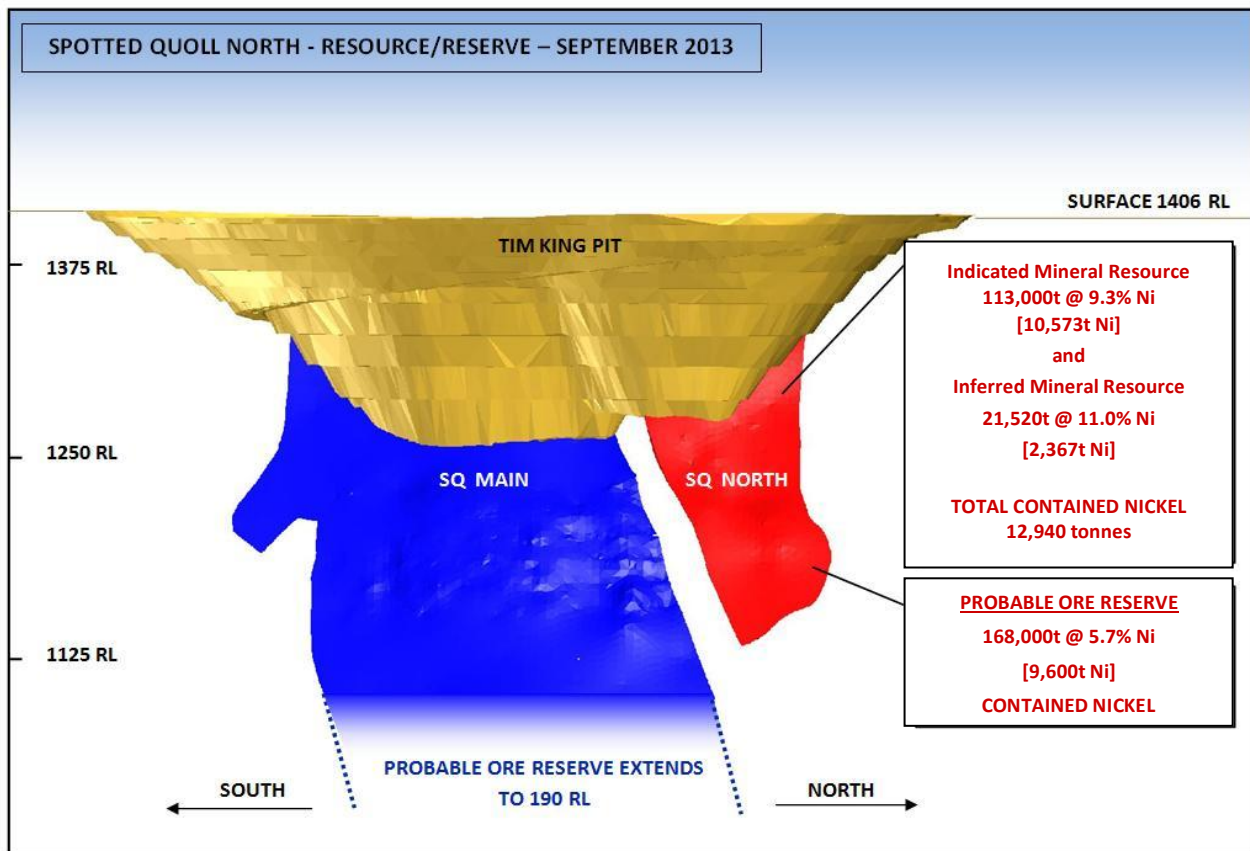 SPOTTED QUOLL NORTH - RESOURCE/RESERVE – SEPTEMBER 2013
SURFACE 1406 RL
TIM KING PIT
1375 RL
Indicated Mineral Resource
113,000t @ 9.3% Ni
[10,573t Ni]
and
Inferred Mineral Resource
21,520t @ 11.0% Ni
[2,367t Ni]
TOTAL CONTAINED NICKEL
12,940 tonnes
1250 RL
SQ MAIN
SQ NORTH
PROBABLE ORE RESERVE
168,000t @ 5.7% Ni
[9,600t Ni]
CONTAINED NICKEL
1125 RL
PROBABLE ORE RESERVE EXTENDS
TO 190 RL
SOUTH
NORTH